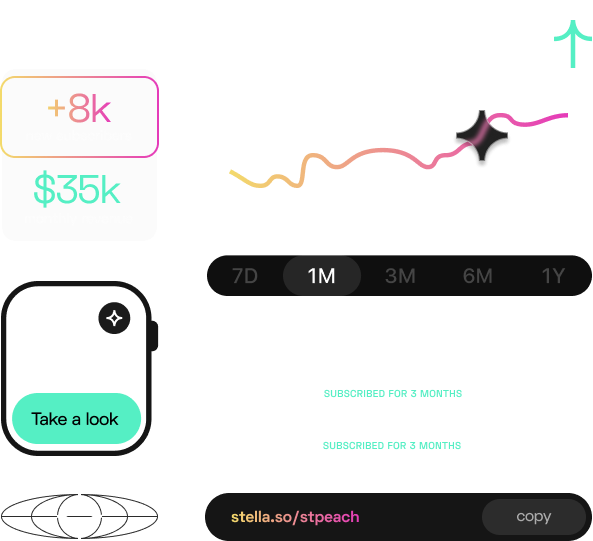 +8k
$35k
7D 1M 3M 6M 1Y
Take a look
SUBSCRIBED FOR 3 MONTHS
SUBSCRIBED FOR 3 MONTHS
stella.so/stpeach copy